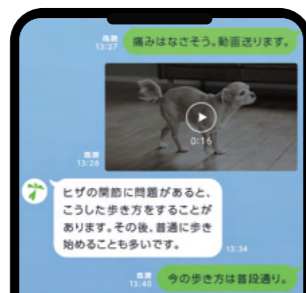 既読
13:27
痛みはなさそう。動画送ります。
0:16
既読
13:28
ヒザの関節に問題があると、
こうした歩き方をすることが
あります。その後、普通に歩き
始めることも多いです。
13:34
既読
13:40
今の歩き方は普段通り。